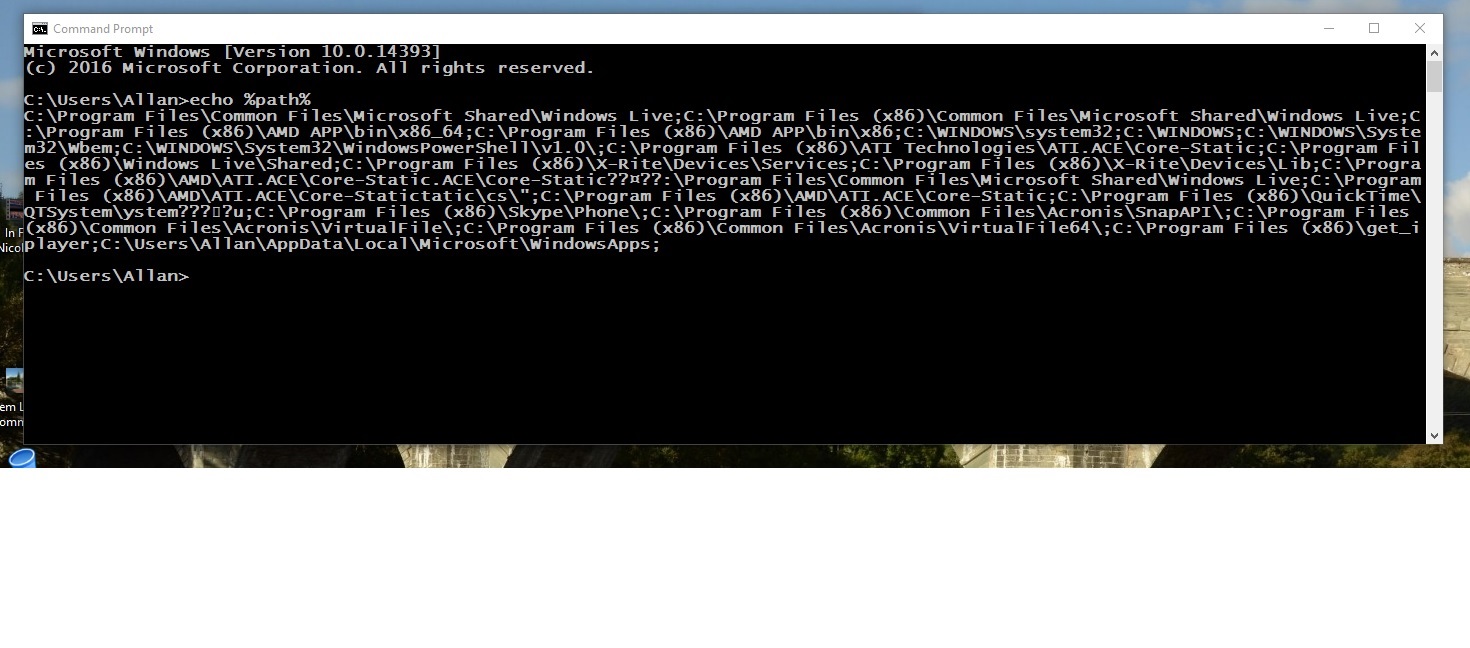 Command Prompt
Microsoft Windows [Version 10.0.14393]
(c) 2016 Microsoft Corporation. All rights reserved.
C:\Users\Allan>echo %path%
C:\Program Files\Common Files\Microsoft Shared\Windows Live;C:\Program Files (x86)\Common Files\Microsoft Shared\Windows Live;C
:\Program Files (x86)\AMD APP\bin\x86_64;C:\Program Files (x86)\AMD APP\bin\x86;C:\WINDOWS\system32;C:\WINDOWS;C:\WINDOWS\Syste
m32\Wbem;C:\WINDOWS\System32\WindowsPowerShell\v1.0\;C:\Program Files (x86)\ATI Technologies\ATI.ACE\Core-Static;C:\Program Fil
es (x86)\Windows Live\Shared;C:\Program Files (x86)\X-Rite\Devices\Services;C:\Program Files (x86)\X-Rite\Devices\Lib;C:\Progra
m Files (x86)\AMD\ATI.ACE\Core-Static.ACE\Core-Static??¤??:\Program Files\Common Files\Microsoft Shared\Windows Live;C:\Program
 Files (x86)\AMD\ATI.ACE\Core-Statictatic\cs\";C:\Program Files (x86)\AMD\ATI.ACE\Core-Static;C:\Program Files (x86)\QuickTime\
QTSystem\ystem???▯?u;C:\Program Files (x86)\Skype\Phone\;C:\Program Files (x86)\Common Files\Acronis\SnapAPI\;C:\Program Files
(x86)\Common Files\Acronis\VirtualFile\;C:\Program Files (x86)\Common Files\Acronis\VirtualFile64\;C:\Program Files (x86)\get_i
player;C:\Users\Allan\AppData\Local\Microsoft\WindowsApps;
C:\Users\Allan>
In F
Nicol
em L
omn